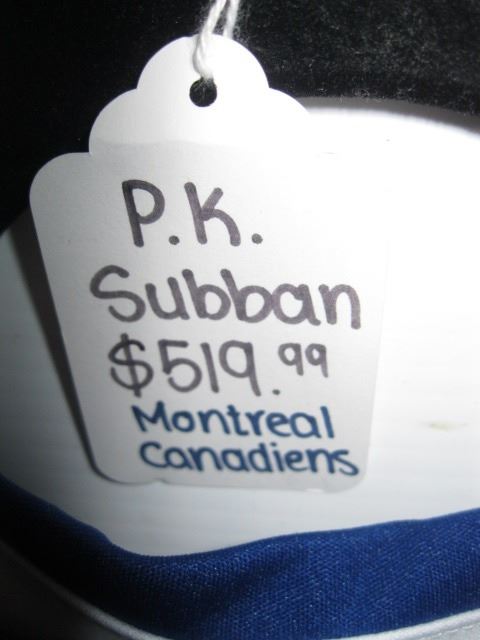 P.K.
Subban
$519.99
Montreal
Canadiens